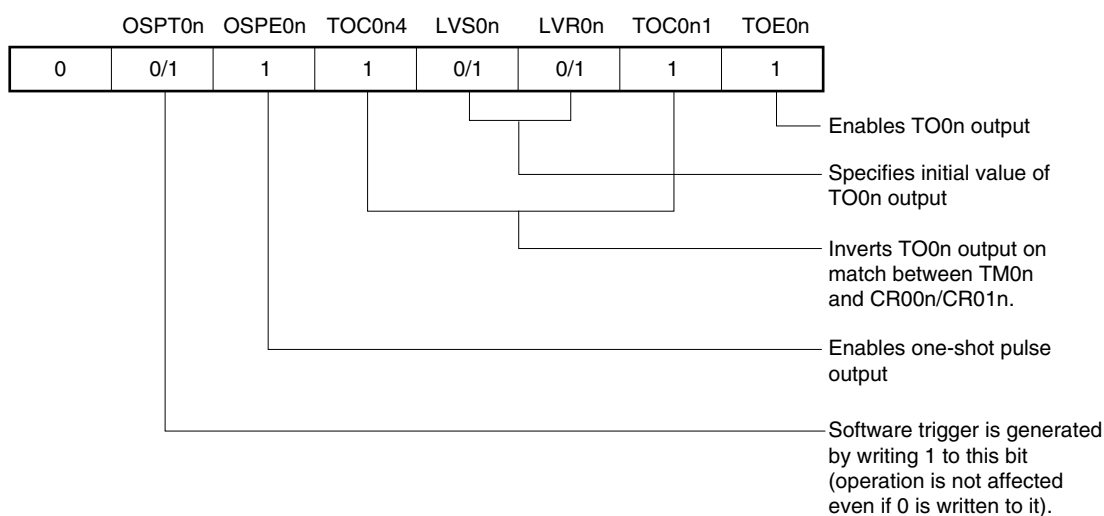 OSPT0n OSPE0n TOC0n4 LVS0n LVR0n TOC0n1 TOE0n
0 0/1 1 1 0/1 0/1 1 1
Enables TO0n output
Specifies initial value of
TO0n output
Inverts TO0n output on
match between TM0n
and CR00n/CR01n.
Enables one-shot pulse
output
Software trigger is generated
by writing 1 to this bit
(operation is not affected
even if 0 is written to it).